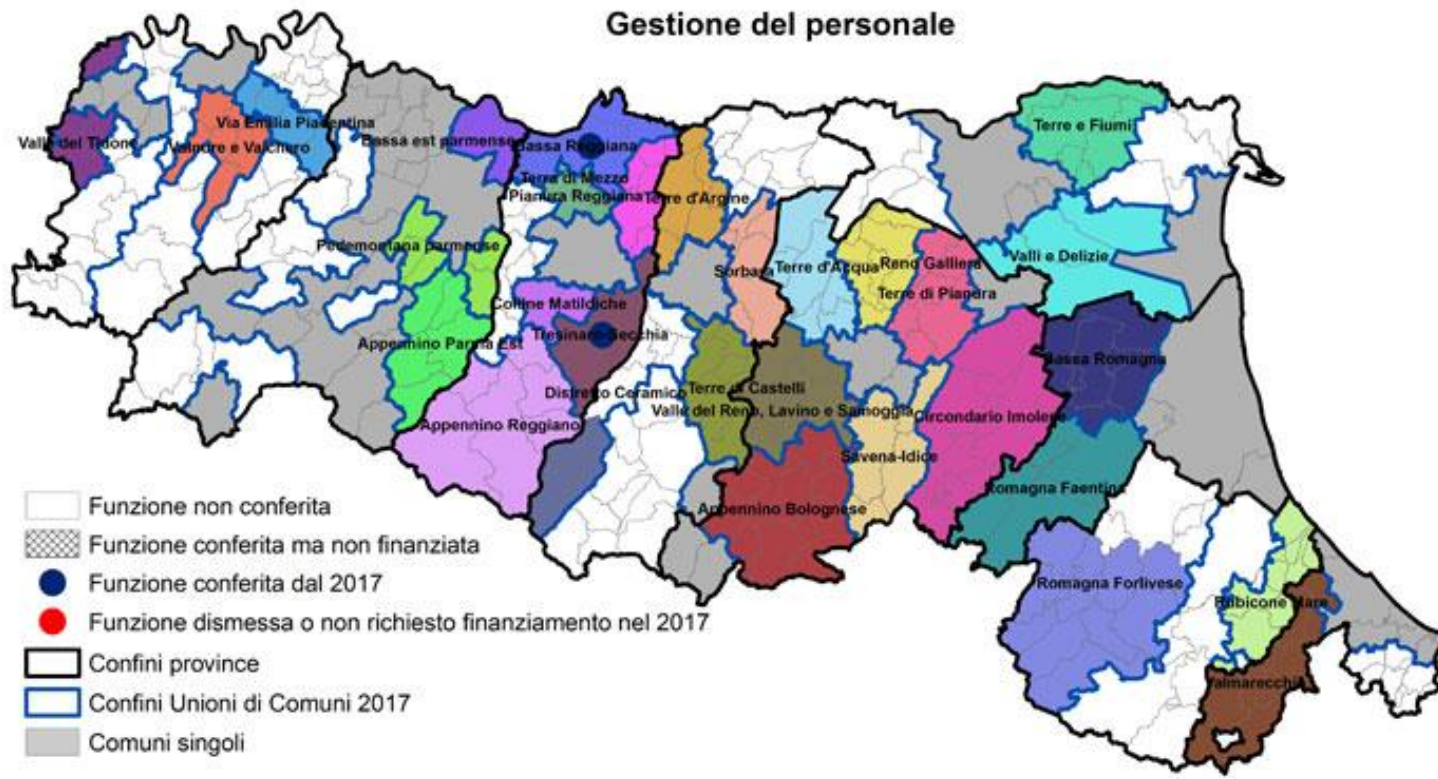 Gestione del personale
Via Emilia Piacentina
Valle del Tidone
Valnure e Valchero
Bassa est parmense
Bassa Reggiana
Terra di Mezzo
Pianura Reggiana
Terre d'Argine
Terre e Fiumi
Pedemontana parmense
Sorbara
Terre d'Acqua
Reno Galliera
Terre di Pianura
Valli e Delizie
Colline Matildiche
Tresinaro Secchia
Appennino Parma Est
Bassa Romagna
Distretto Ceramico
Terre di Castelli
Valle del Reno, Lavino e Samoggia
Circondario Imolese
Appennino Reggiano
Savena-Idice
Appennino Bolognese
Romagna Faentina
Romagna Forlivese
Rubicone Mare
Valmarecchia
Funzione non conferita
Funzione conferita ma non finanziata
Funzione conferita dal 2017
Funzione dismessa o non richiesto finanziamento nel 2017
Confini province
Confini Unioni di Comuni 2017
Comuni singoli